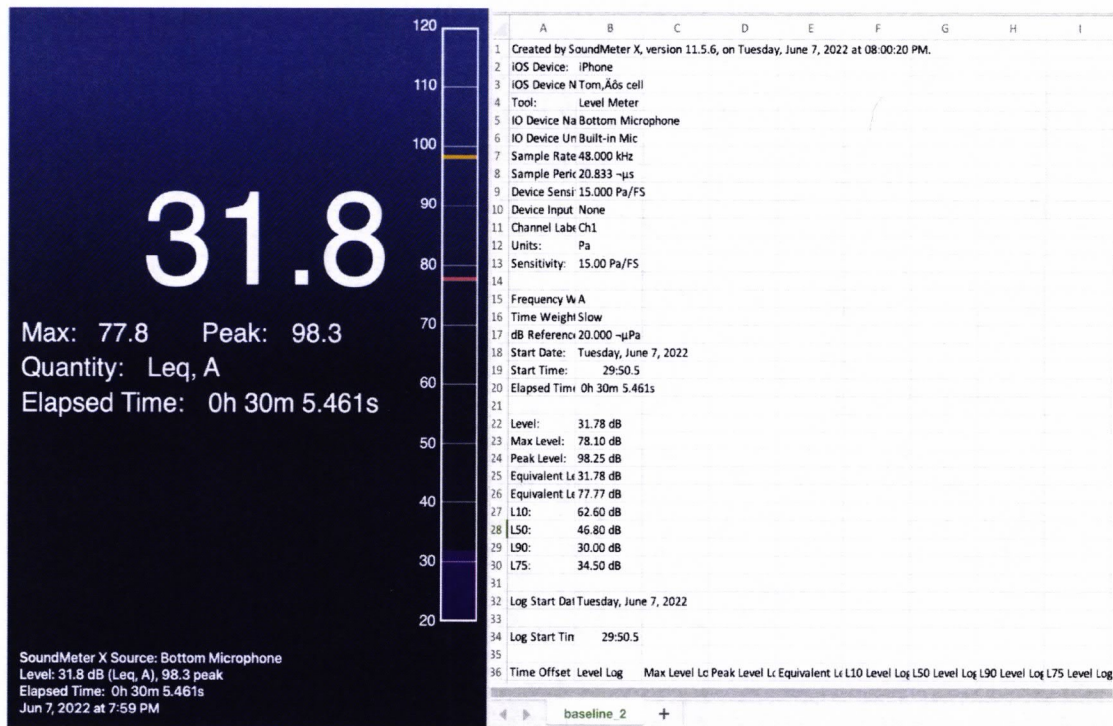 120
110
100
90
80
70
60
50
40
30
20
31.8
Max: 77.8 Peak: 98.3
Quantity: Leq, A
Elapsed Time: 0h 30m 5.461s
SoundMeter X Source: Bottom Microphone
Level: 31.8 dB (Leq, A), 98.3 peak
Elapsed Time: 0h 30m 5.461s
Jun 7, 2022 at 7:59 PM
A B C D E F G H I
1 Created by SoundMeter X, version 11.5.6, on Tuesday, June 7, 2022 at 08:00:20 PM.
2 iOS Device: iPhone
3 iOS Device N Tom‚Äôs cell
4 Tool: Level Meter
5 IO Device Na Bottom Microphone
6 IO Device Un Built-in Mic
7 Sample Rate 48.000 kHz
8 Sample Peric 20.833 ¬µs
9 Device Sensi 15.000 Pa/FS
10 Device Input None
11 Channel Labe Ch1
12 Units: Pa
13 Sensitivity: 15.00 Pa/FS
14
15 Frequency W A
16 Time Weight Slow
17 dB Reference 20.000 ¬µPa
18 Start Date: Tuesday, June 7, 2022
19 Start Time: 29:50.5
20 Elapsed Time 0h 30m 5.461s
21
22 Level: 31.78 dB
23 Max Level: 78.10 dB
24 Peak Level: 98.25 dB
25 Equivalent Le 31.78 dB
26 Equivalent Le 77.77 dB
27 L10: 62.60 dB
28 L50: 46.80 dB
29 L90: 30.00 dB
30 L75: 34.50 dB
31
32 Log Start Dat Tuesday, June 7, 2022
33
34 Log Start Tim 29:50.5
35
36 Time Offset Level Log Max Level Lo Peak Level Lo Equivalent Le L10 Level Log L50 Level Log L90 Level Log L75 Level Log
baseline_2 +